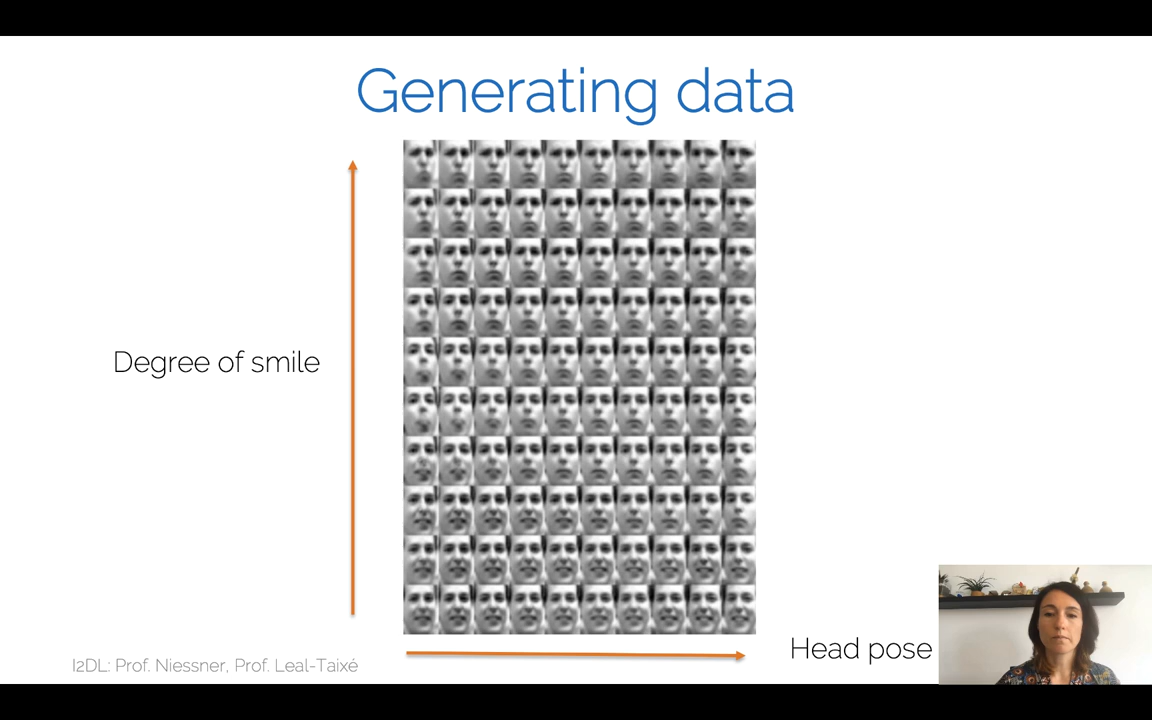 Generating data
Degree of smile
Head pose
I2DL: Prof. Niessner, Prof. Leal-Taixé